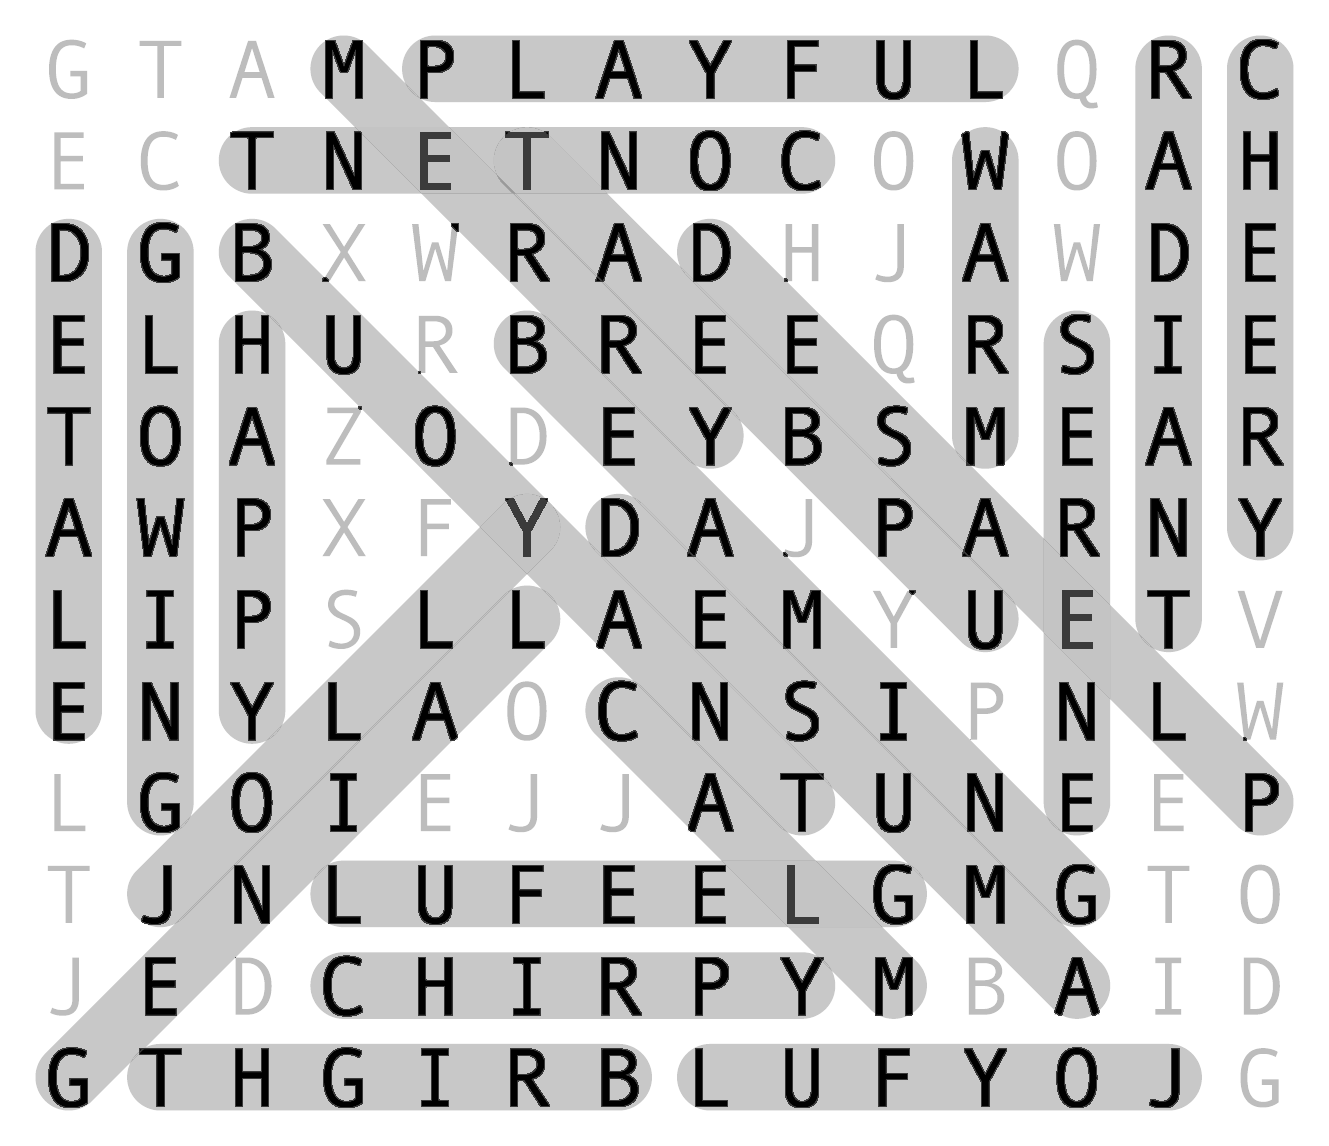 G T A M P L A Y F U L Q R C
E C T N E T N O C O W O A H
D G B X W R A D H J A W D E
E L H U R B R E E Q R S I E
T O A Z O D E Y B S M E A R
A W P X F Y D A J P A R N Y
L I P S L L A E M Y U E T V
E N Y L A O C N S I P N L W
L G O I E J J A T U N E E P
T J N L U F E E L G M G T O
J E D C H I R P Y M B A I D
G T H G I R B L U F Y O J G